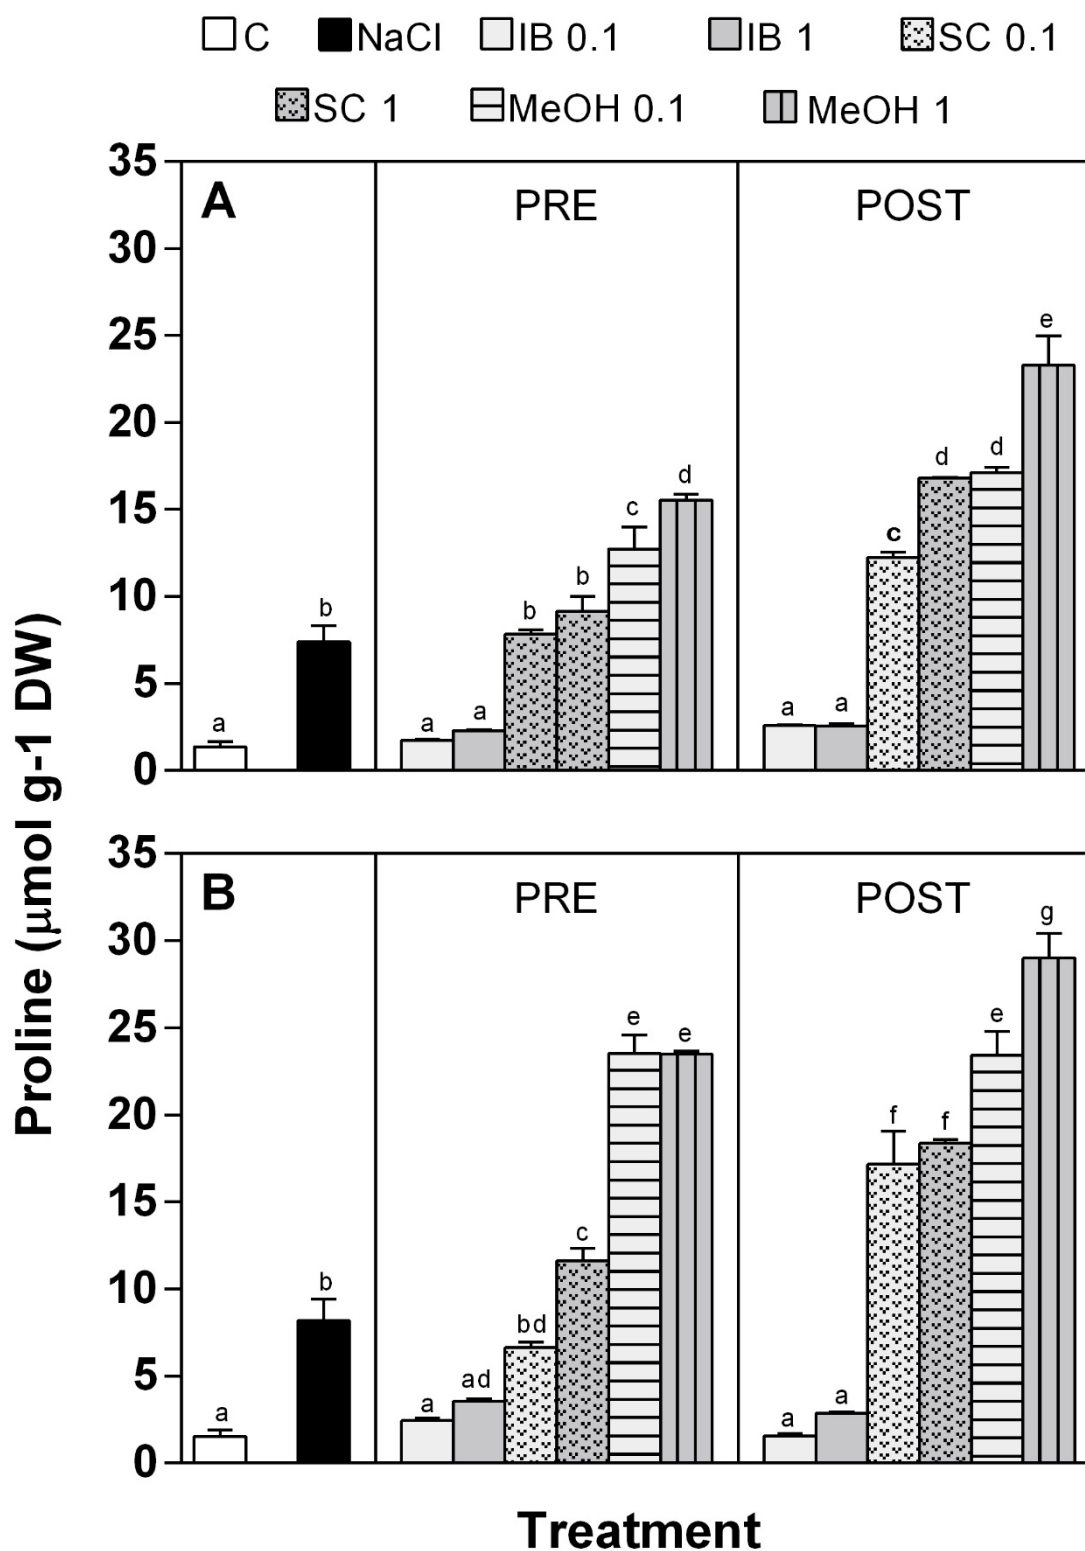 C NaCl IB 0.1 IB 1 SC 0.1
SC 1 MeOH 0.1 MeOH 1
Proline (µmol g-1 DW)
A PRE POST
35
30
25
20
15
10
5
0
a b a a b b c d a a c d d e
B PRE POST
35
30
25
20
15
10
5
0
a b a ad bd c e e a a f f e g
Treatment